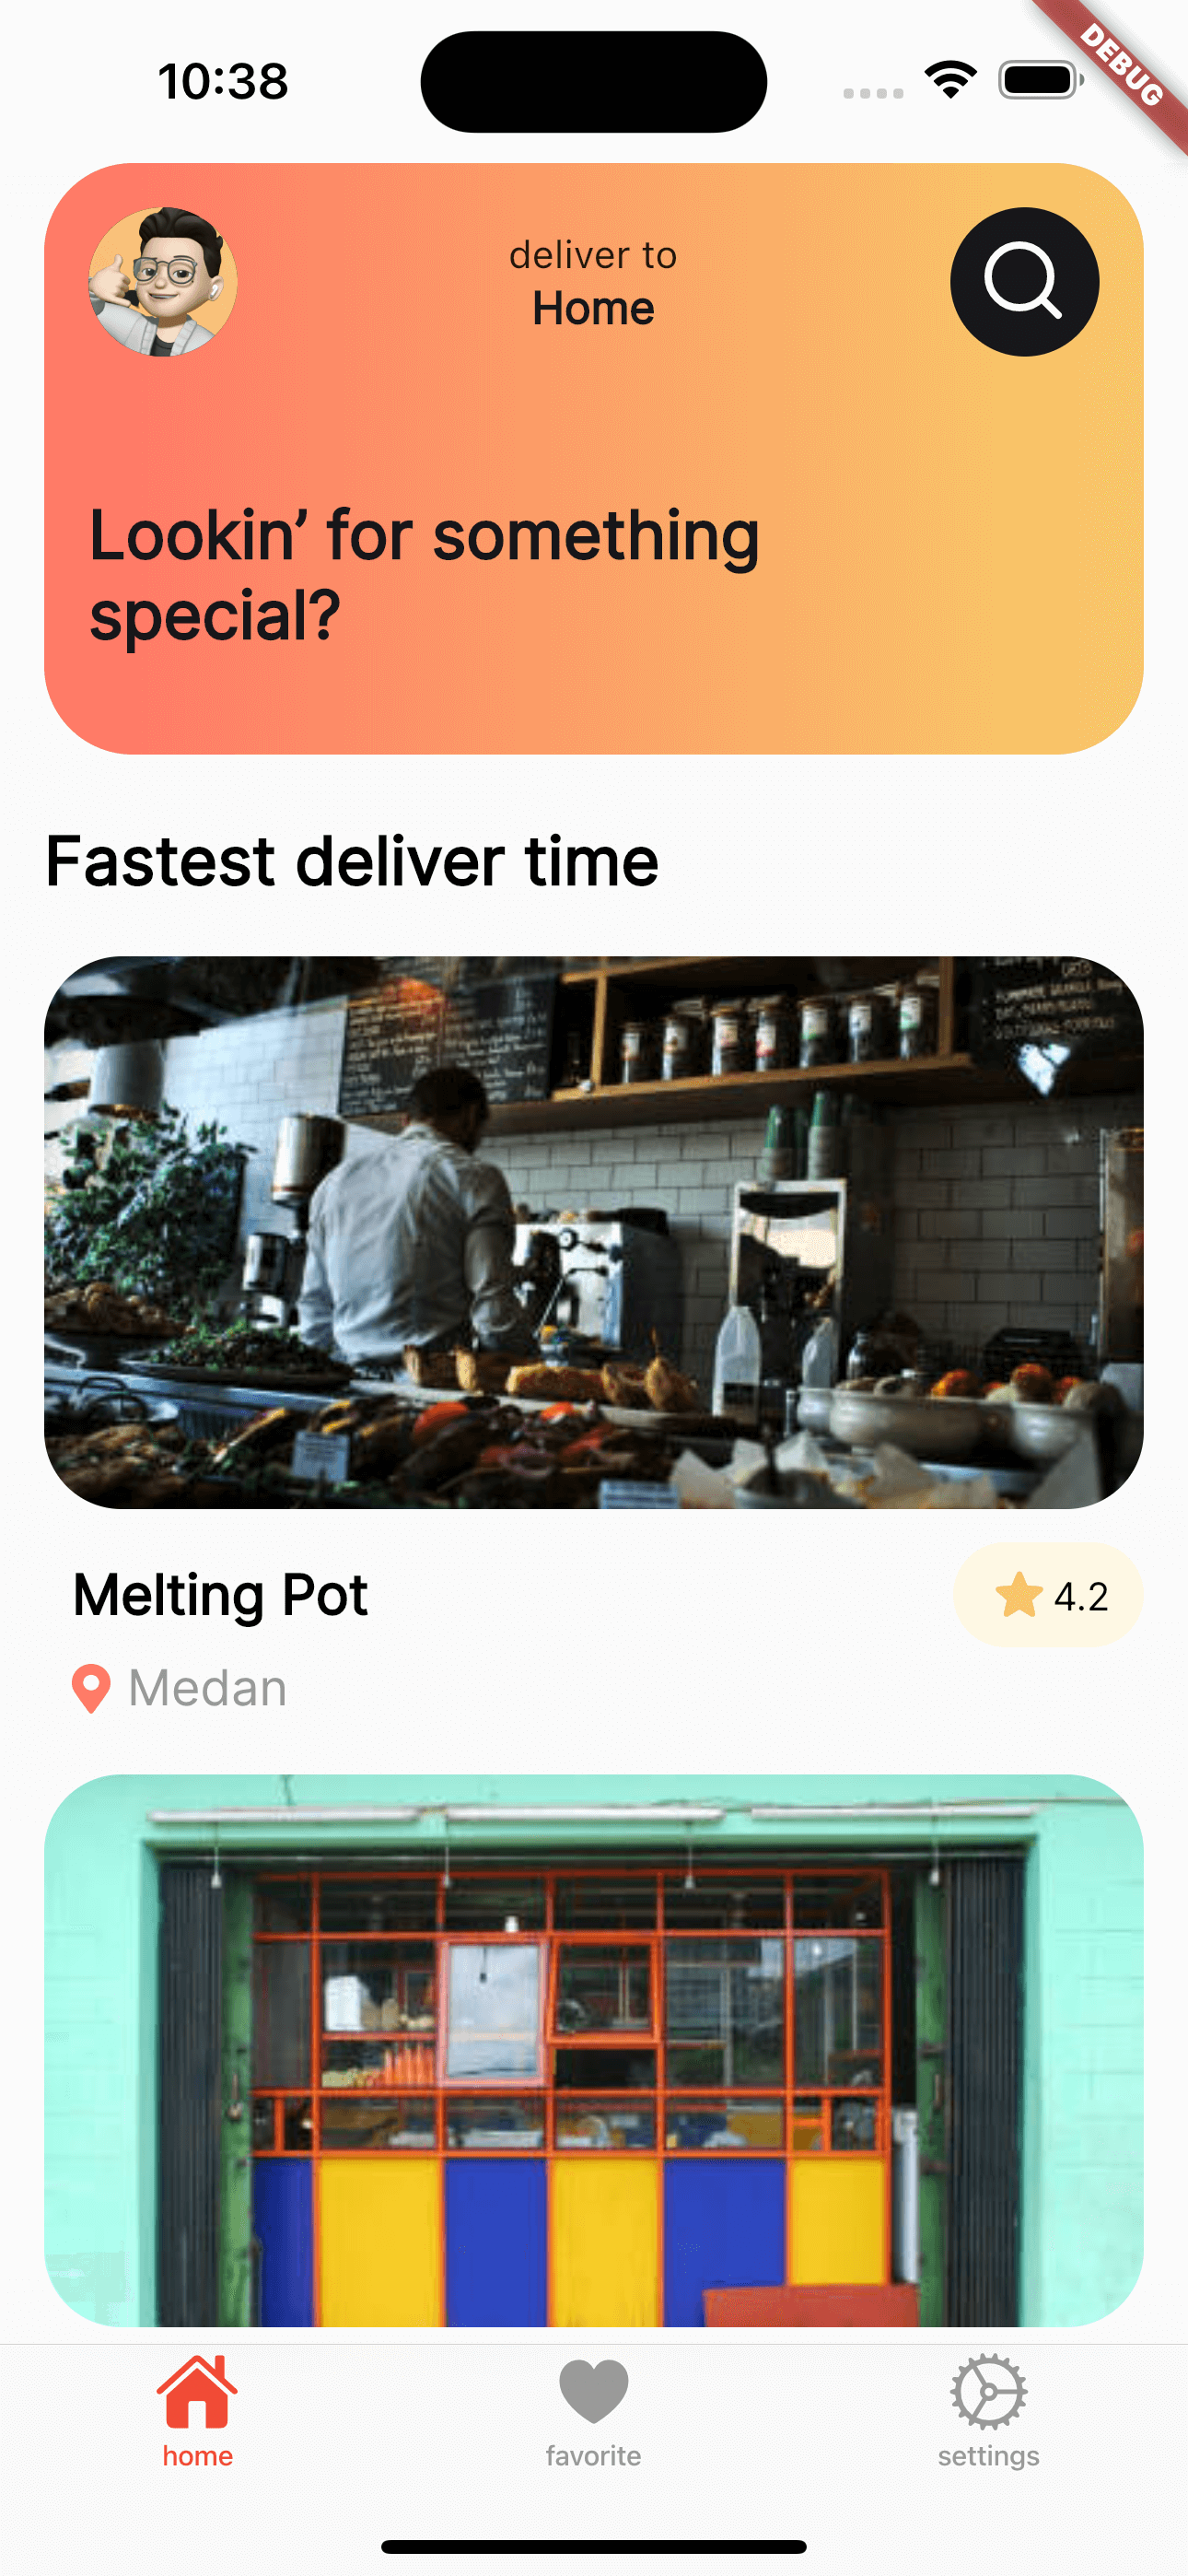 10:38
DEBUG
deliver to
Home
Lookin’ for something
special?
Fastest deliver time
Melting Pot
4.2
Medan
home
favorite
settings